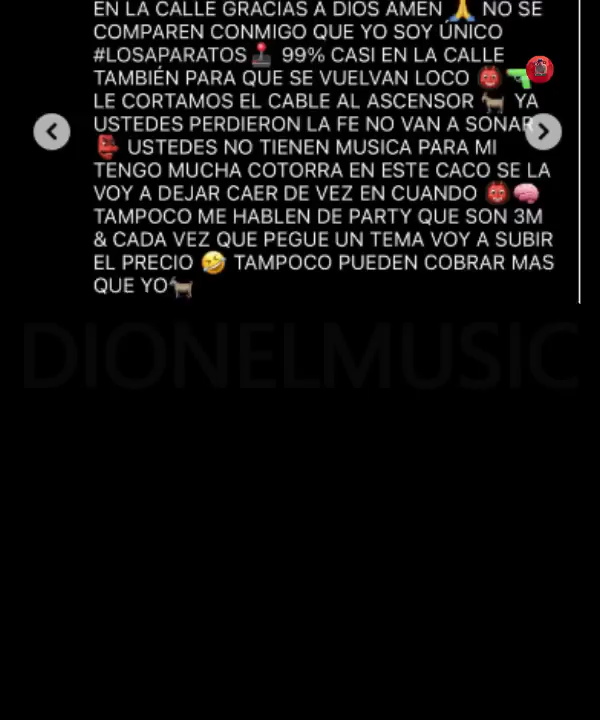 EN LA CALLE GRACIAS A DIOS AMÉN 🙏 NO SE
COMPAREN CONMIGO QUE YO SOY ÚNICO
#LOSAPARATOS🕹️ 99% CASI EN LA CALLE
TAMBIÉN PARA QUE SE VUELVAN LOCO 👹🔫
LE CORTAMOS EL CABLE AL ASCENSOR 🐐 YA
USTEDES PERDIERON LA FE NO VAN A SONAR
👺 USTEDES NO TIENEN MUSICA PARA MI
TENGO MUCHA COTORRA EN ESTE CACO SE LA
VOY A DEJAR CAER DE VEZ EN CUANDO 👹🧠
TAMPOCO ME HABLEN DE PARTY QUE SON 3M
& CADA VEZ QUE PEGUE UN TEMA VOY A SUBIR
EL PRECIO 🤣 TAMPOCO PUEDEN COBRAR MAS
QUE YO🐐
DIONELMUSIC